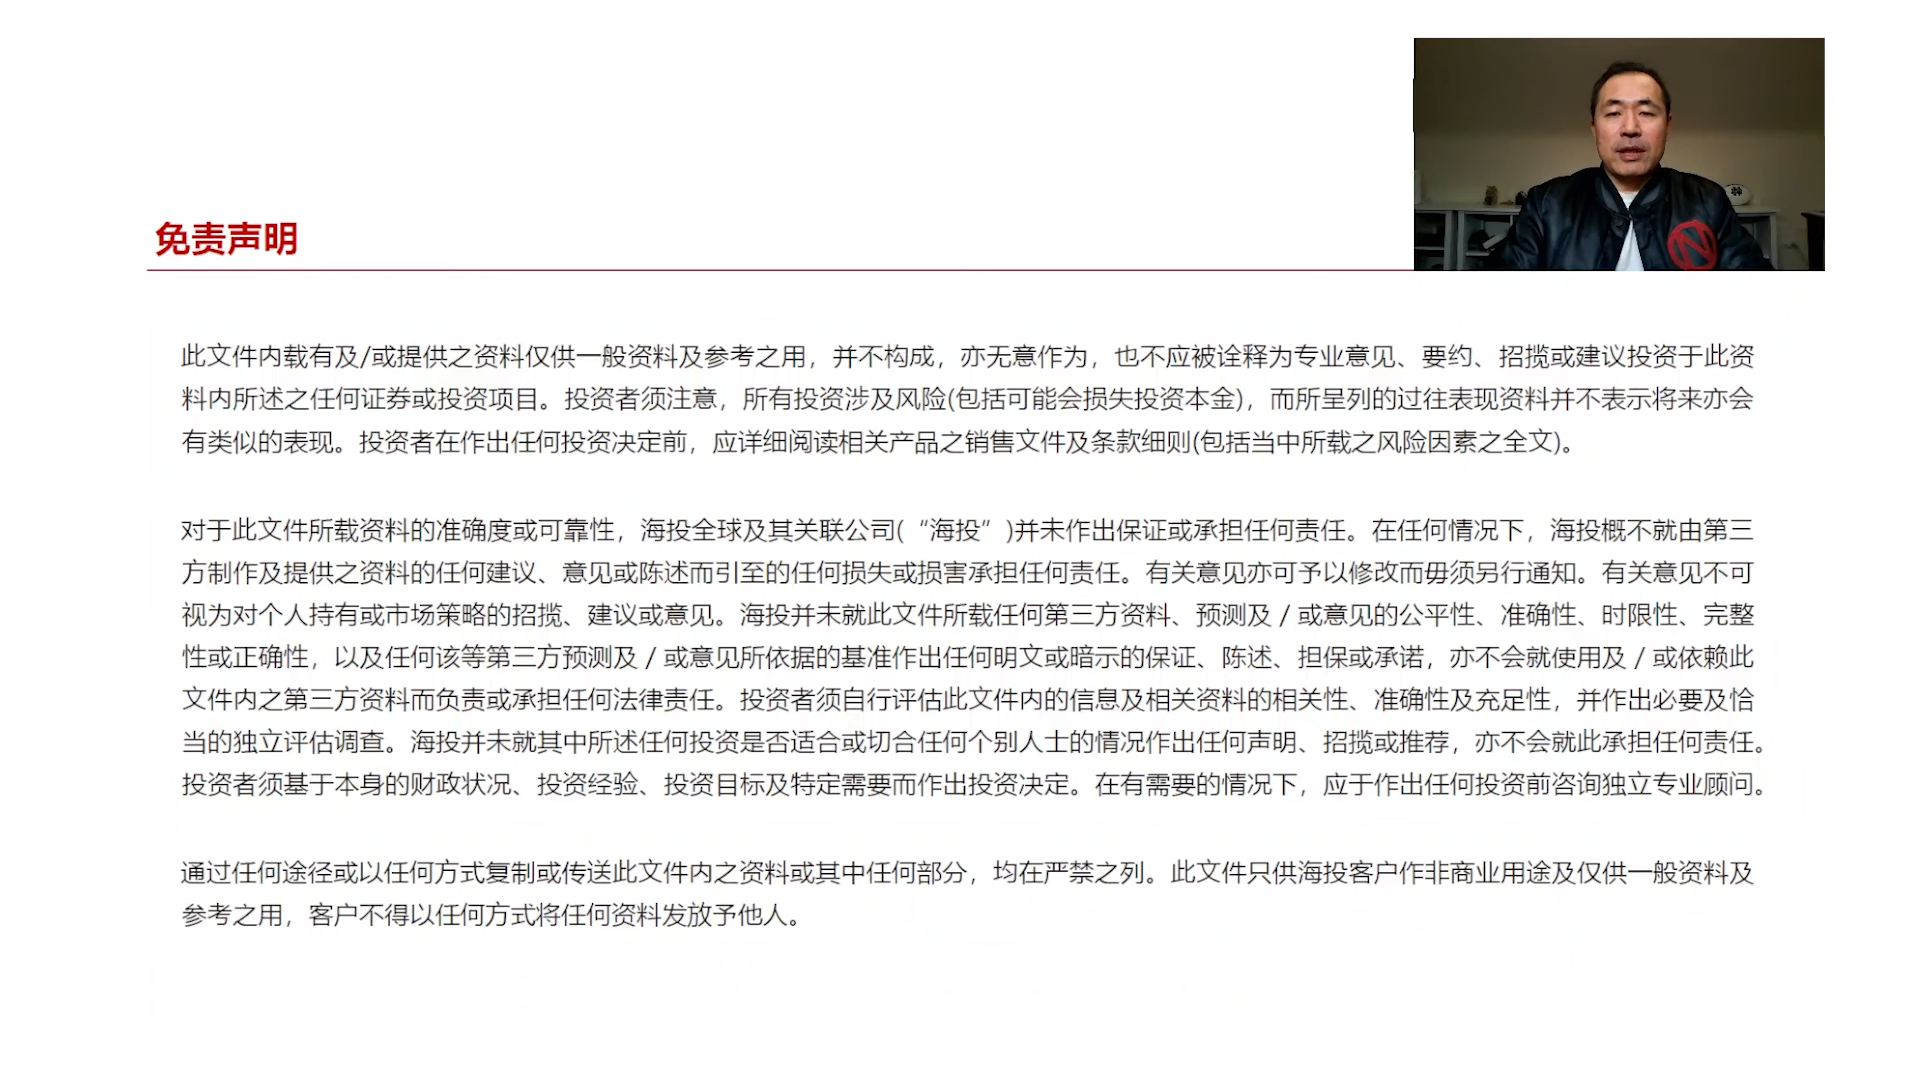 免责声明
此文件内载有及/或提供之资料仅供一般资料及参考之用，并不构成，亦无意作为，也不应被诠释为专业意见、要约、招揽或建议投资于此资
料内所述之任何证券或投资项目。投资者须注意，所有投资涉及风险(包括可能会损失投资本金)，而所呈列的过往表现资料并不表示将来亦会
有类似的表现。投资者在作出任何投资决定前，应详细阅读相关产品之销售文件及条款细则(包括当中所载之风险因素之全文)。
对于此文件所载资料的准确度或可靠性，海投全球及其关联公司(“海投”)并未作出保证或承担任何责任。在任何情况下，海投概不就由第三
方制作及提供之资料的任何建议、意见或陈述而引至的任何损失或损害承担任何责任。有关意见亦可予以修改而毋须另行通知。有关意见不可
视为对个人持有或市场策略的招揽、建议或意见。海投并未就此文件所载任何第三方资料、预测及 / 或意见的公平性、准确性、时限性、完整
性或正确性，以及任何该等第三方预测及 / 或意见所依据的基准作出任何明文或暗示的保证、陈述、担保或承诺，亦不会就使用及 / 或依赖此
文件内之第三方资料而负责或承担任何法律责任。投资者须自行评估此文件内的信息及相关资料的相关性、准确性及充足性，并作出必要及恰
当的独立评估调查。海投并未就其中所述任何投资是否适合或切合任何个别人士的情况作出任何声明、招揽或推荐，亦不会就此承担任何责任。
投资者须基于本身的财政状况、投资经验、投资目标及特定需要而作出投资决定。在有需要的情况下，应于作出任何投资前咨询独立专业顾问。
通过任何途径或以任何方式复制或传送此文件内之资料或其中任何部分，均在严禁之列。此文件只供海投客户作非商业用途及仅供一般资料及
参考之用，客户不得以任何方式将任何资料发放予他人。
N